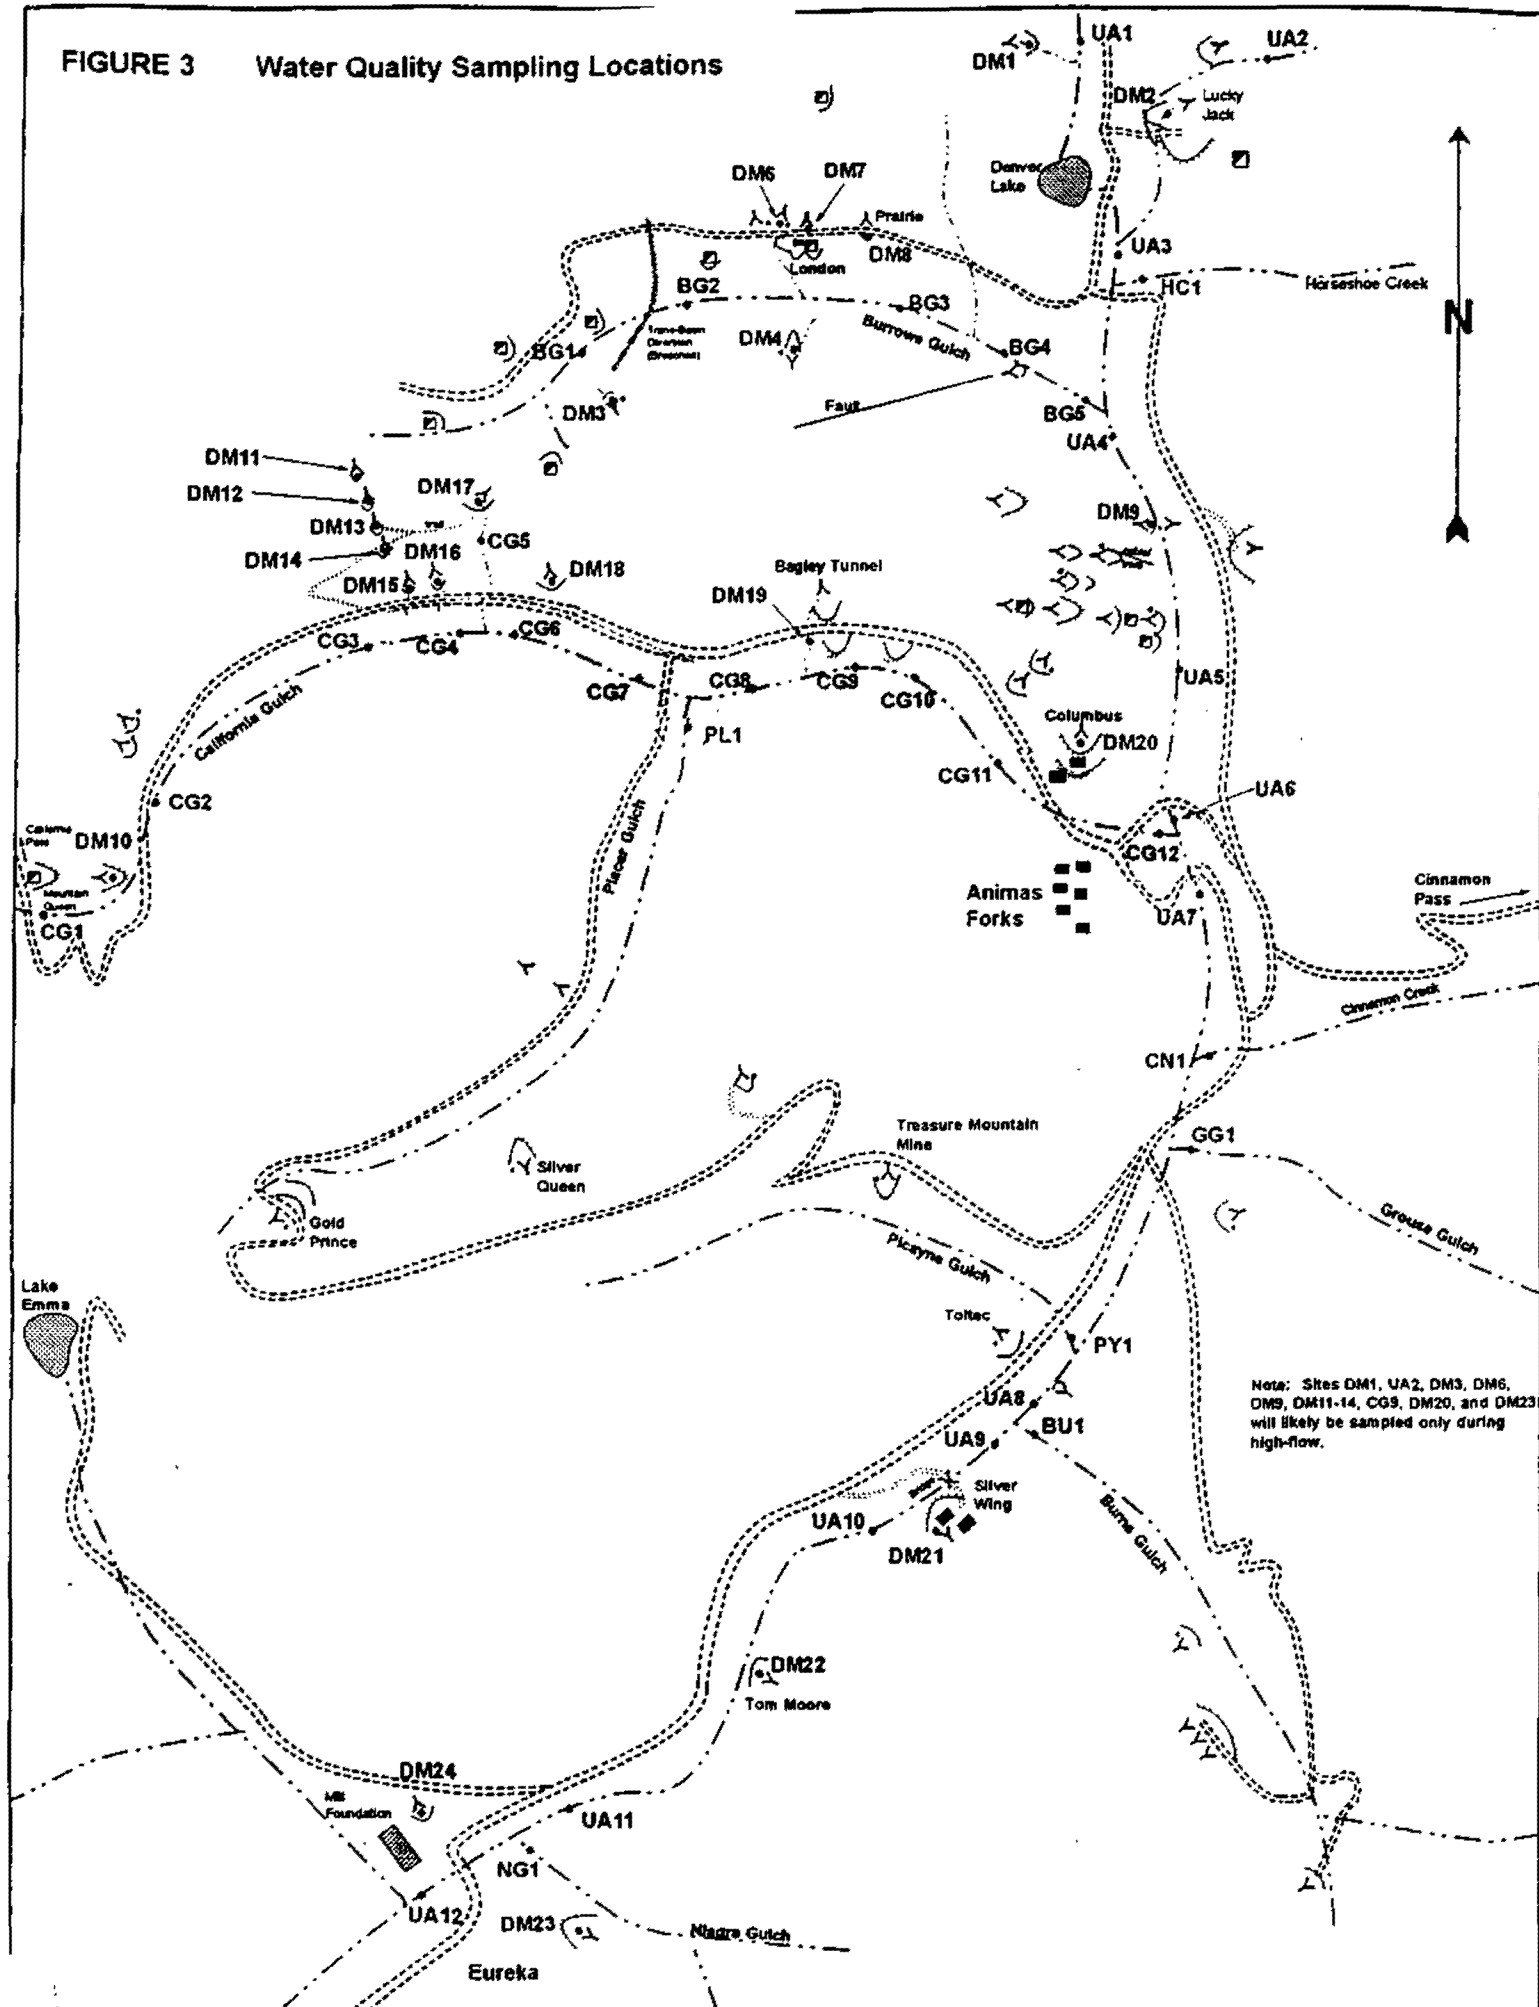 FIGURE 3 Water Quality Sampling Locations
UA1
UA2
DM1
DM2
Lucky
Jack
Denver
Lake
DM6
DM7
Prairie
DM8
London
UA3
HC1
Horseshoe Creek
N
BG2
BG3
BG1
Burrows Gulch
DM4
BG4
DM3
BG5
UA4
DM11
DM12
DM17
DM13
DM14
DM16
CG5
DM15
DM18
DM9
Bagley Tunnel
DM19
CG3
CG4
CG6
CG7
CG8
CG9
CG10
UA5
California Gulch
PL1
Columbus
DM20
CG11
CG2
UA6
DM10
CG12
Pass
Mountain
Queen
CG1
Placer Gulch
Animas
Forks
UA7
Cinnamon
Pass
Cinnamon Creek
CN1
Treasure Mountain
Mine
GG1
Silver
Queen
Gold
Prince
Grouse Gulch
Picayne Gulch
Lake
Emma
Toltec
PY1
Note: Sites DM1, UA2, DM3, DM6,
DM9, DM11-14, CG9, DM20, and DM23
will likely be sampled only during
high-flow.
UA8
BU1
UA9
Silver
Wing
UA10
DM21
Burns Gulch
DM22
Tom Moore
DM24
Mill
Foundation
UA11
NG1
UA12
DM23
Niagra Gulch
Eureka